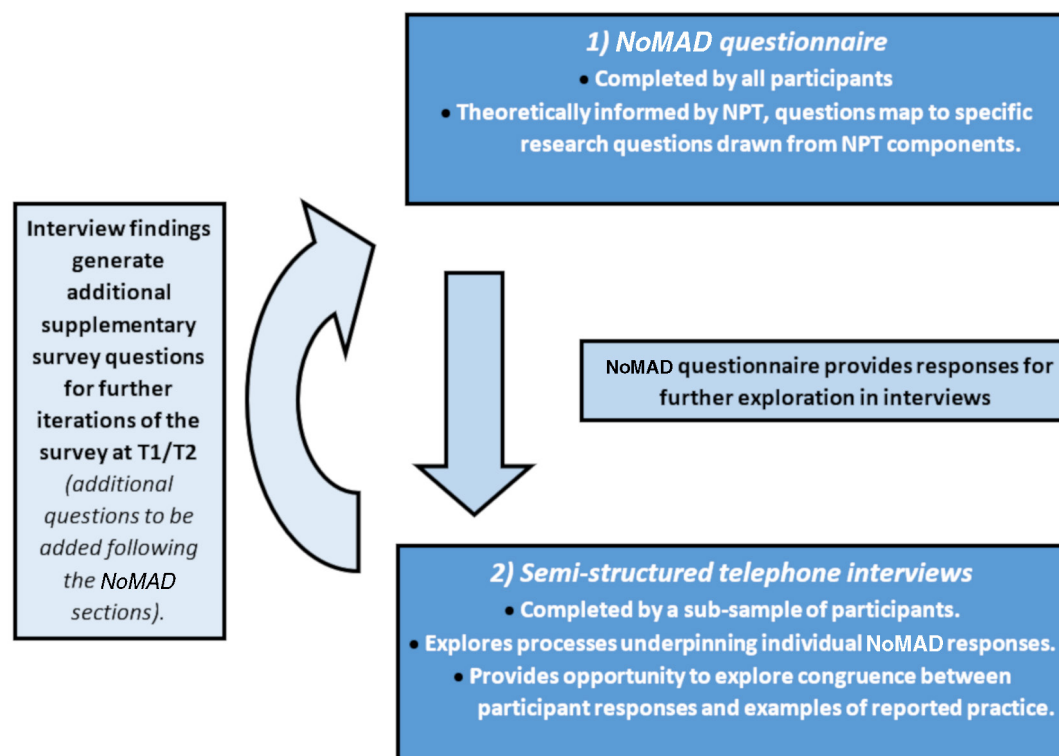 1) NoMAD questionnaire
• Completed by all participants
• Theoretically informed by NPT, questions map to specific
research questions drawn from NPT components.
Interview findings
generate
additional
supplementary
survey questions
for further
iterations of the
survey at T1/T2
(additional
questions to be
added following
the NoMAD
sections).
NoMAD questionnaire provides responses for
further exploration in interviews
2) Semi-structured telephone interviews
• Completed by a sub-sample of participants.
• Explores processes underpinning individual NoMAD responses.
• Provides opportunity to explore congruence between
participant responses and examples of reported practice.